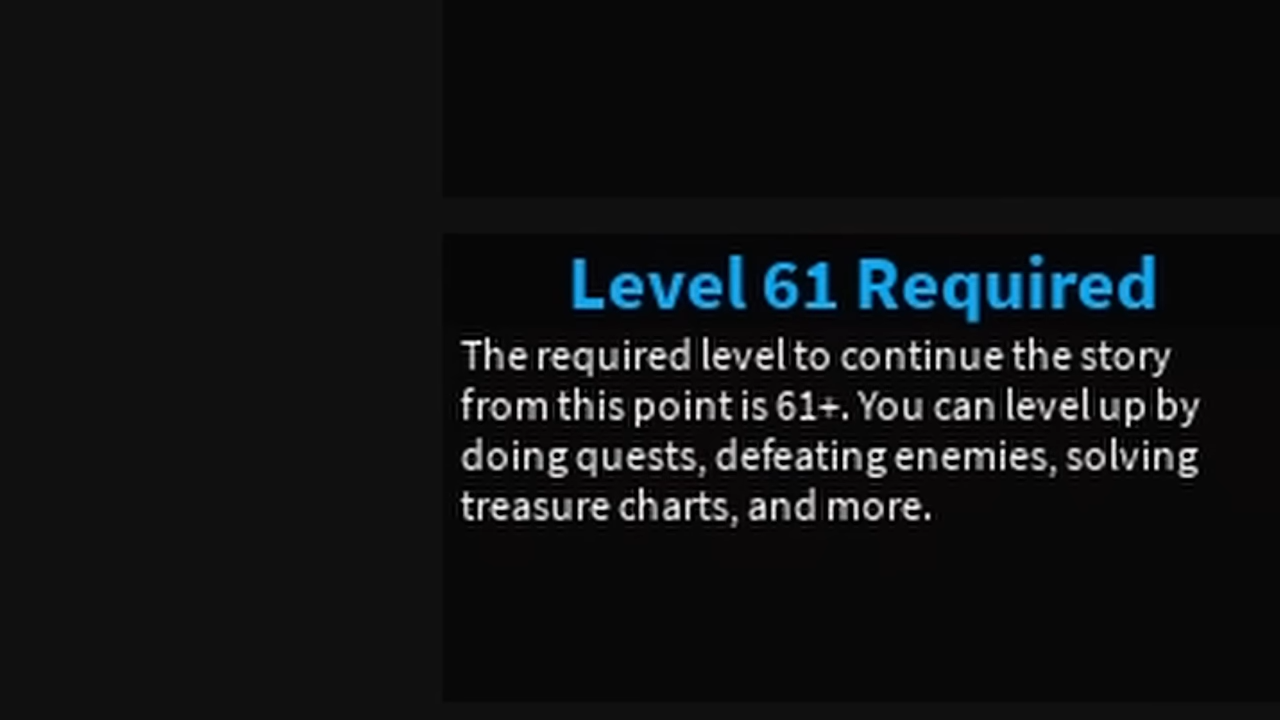 Level 61 Required
The required level to continue the story
from this point is 61+. You can level up by
doing quests, defeating enemies, solving
treasure charts, and more.